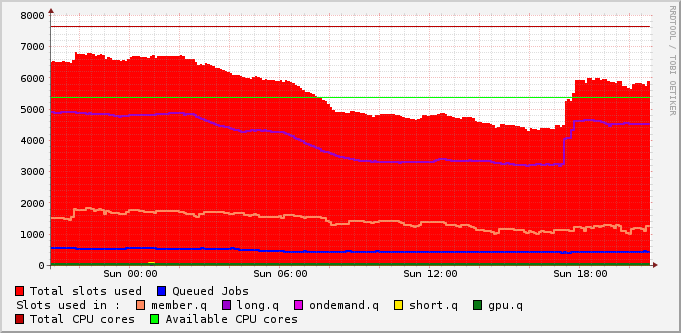 8000
7000
6000
5000
4000
3000
2000
1000
0
Sun 00:00 Sun 06:00 Sun 12:00 Sun 18:00
RRDTOOL / TOBI OETIKER
Total slots used Queued Jobs
Slots used in : member.q long.q ondemand.q short.q gpu.q
Total CPU cores Available CPU cores